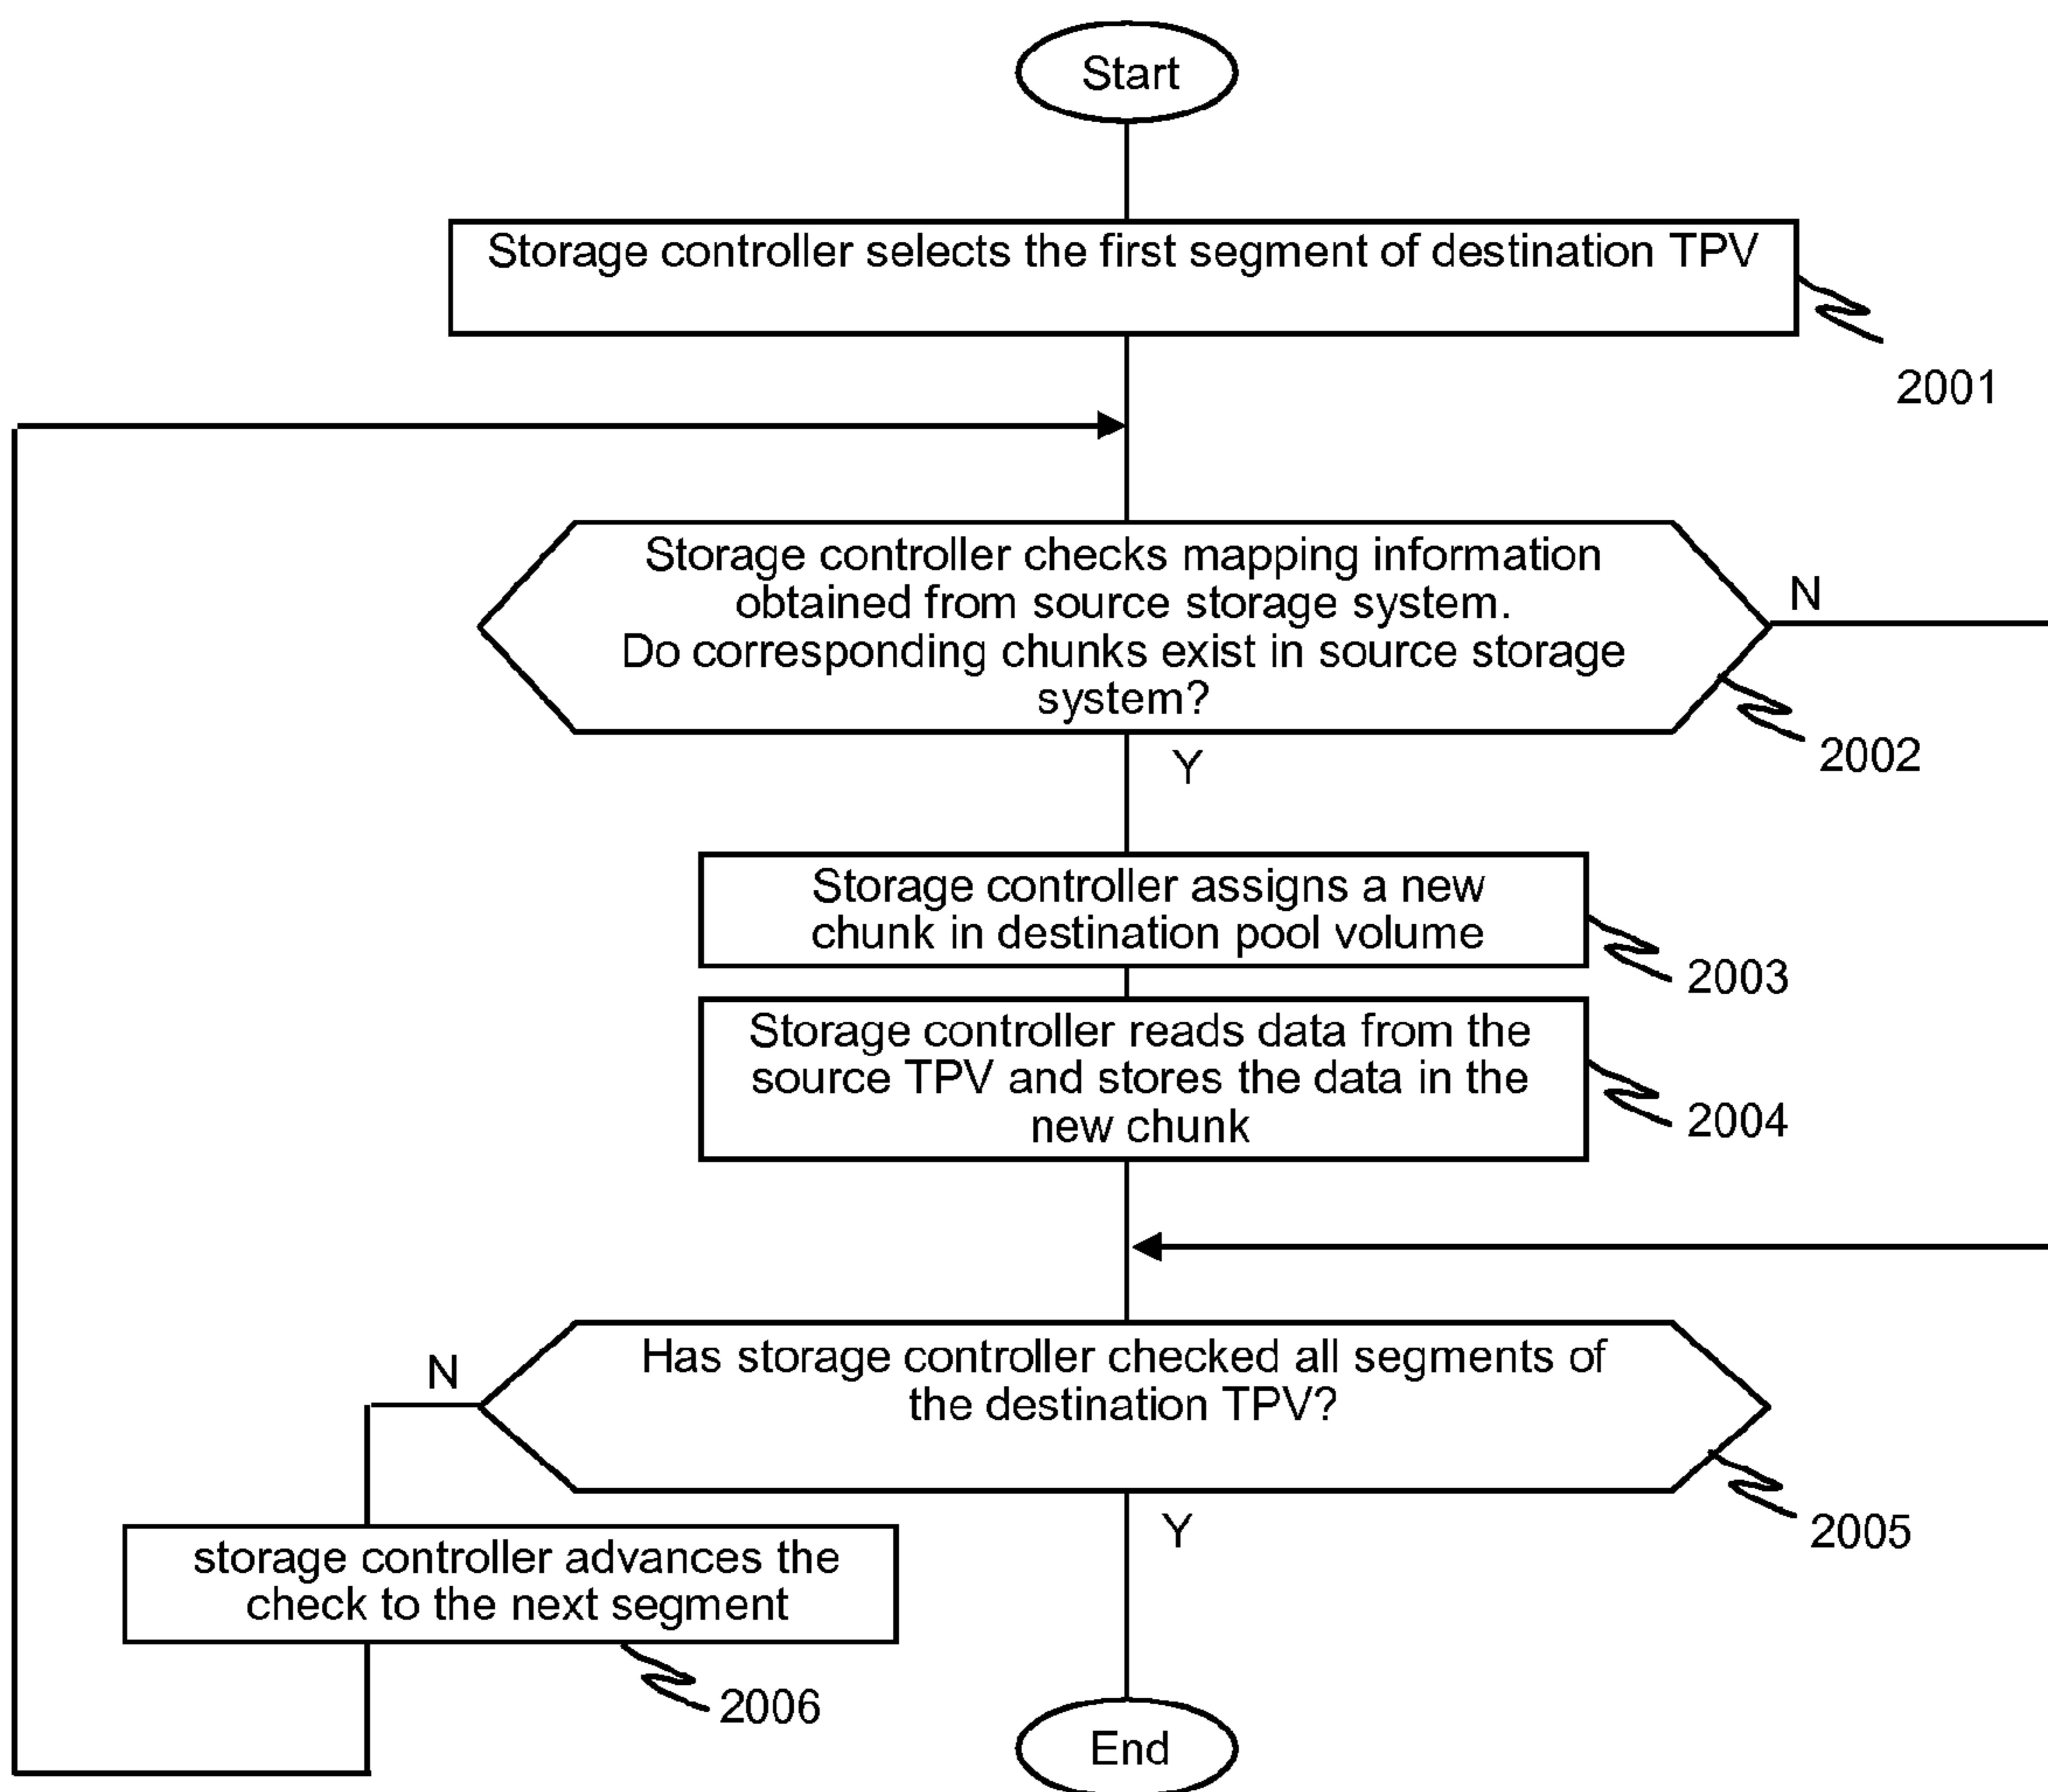 Start
Storage controller selects the first segment of destination TPV
2001
Storage controller checks mapping information
obtained from source storage system.
Do corresponding chunks exist in source storage
system?
N
2002
Y
Storage controller assigns a new
chunk in destination pool volume
2003
Storage controller reads data from the
source TPV and stores the data in the
new chunk
2004
Has storage controller checked all segments of
the destination TPV?
N
2005
Y
storage controller advances the
check to the next segment
2006
End